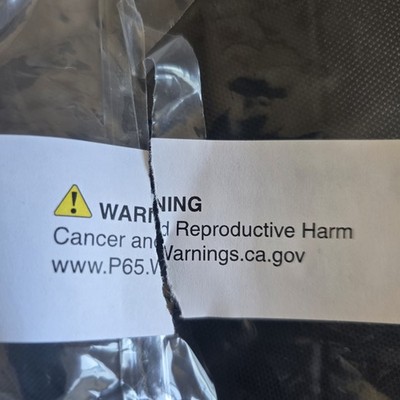 WARNING
Cancer and Reproductive Harm
www.P65.Warnings.ca.gov